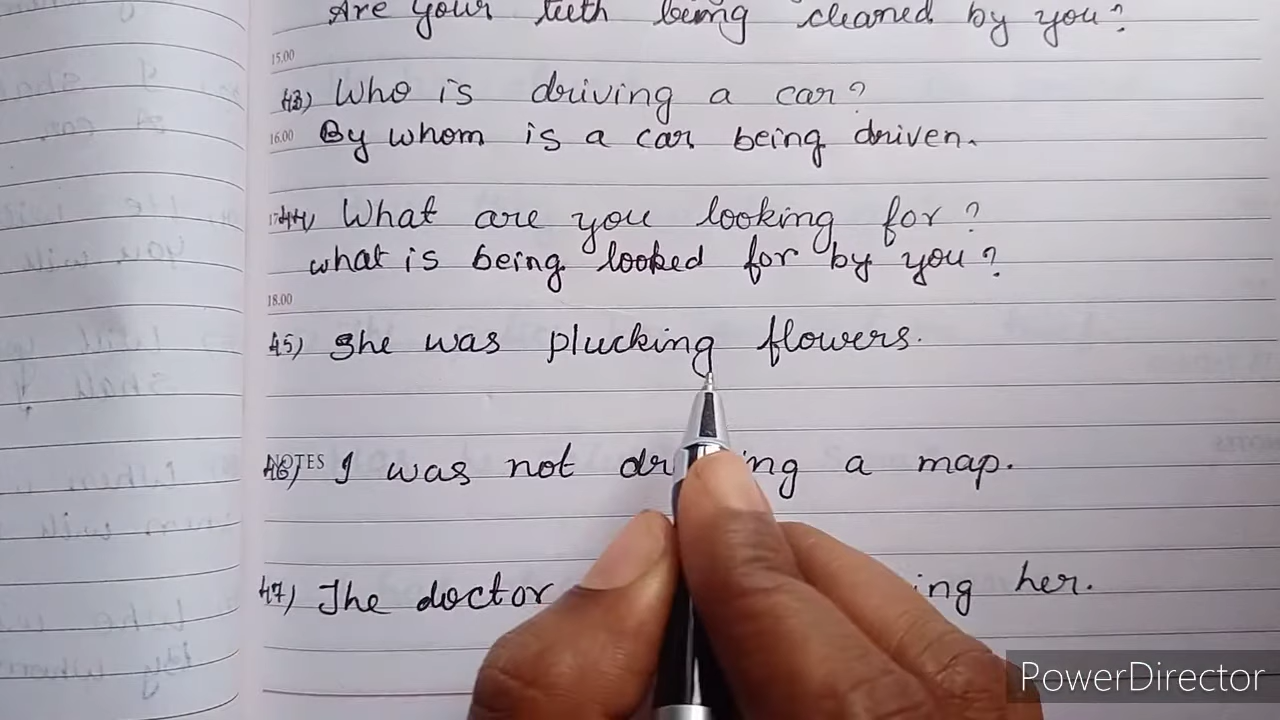 Are your teeth being cleaned by you?
15.00
43) Who is driving a car?
16.00 By whom is a car being driven.
44) What are you looking for?
what is being looked for by you?
18.00
45) She was plucking flowers.
46) NOTES I was not ing a map.
47) The doctor ing her.
PowerDirector